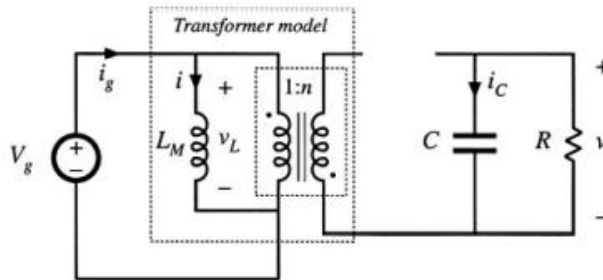 Transformer model
i_g
i
+
1:n
i_C
+
V_g
+
−
L_M
v_L
C
R
v
−
−